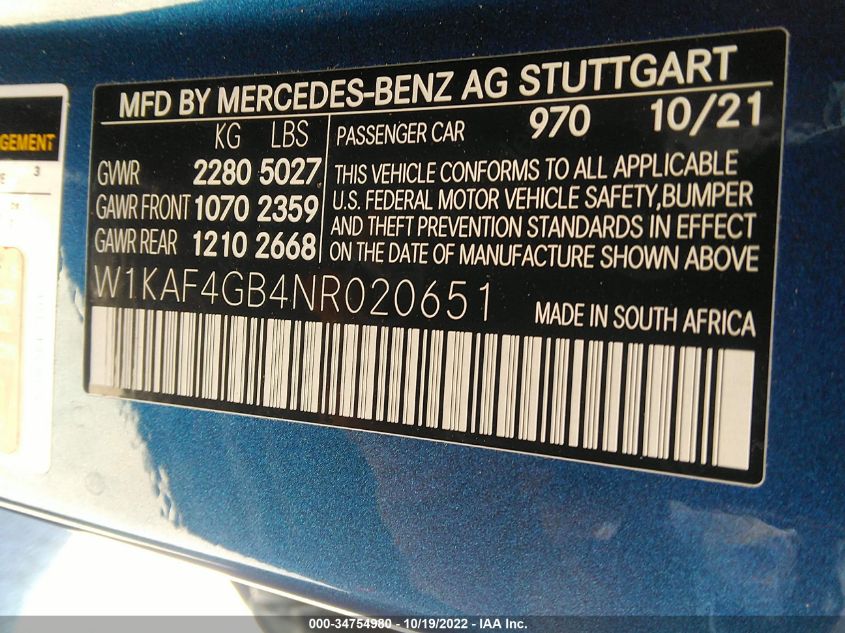 GEMENT
3
MFD BY MERCEDES-BENZ AG STUTTGART
KG LBS
PASSENGER CAR 970 10/21
GVWR 2280 5027
GAWR FRONT 1070 2359
GAWR REAR 1210 2668
THIS VEHICLE CONFORMS TO ALL APPLICABLE
U.S. FEDERAL MOTOR VEHICLE SAFETY,BUMPER
AND THEFT PREVENTION STANDARDS IN EFFECT
ON THE DATE OF MANUFACTURE SHOWN ABOVE
W1KAF4GB4NR020651
MADE IN SOUTH AFRICA
000-34754980 - 10/19/2022 - IAA Inc.